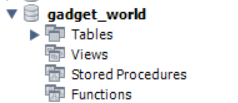 gadget_world
Tables
Views
Stored Procedures
Functions